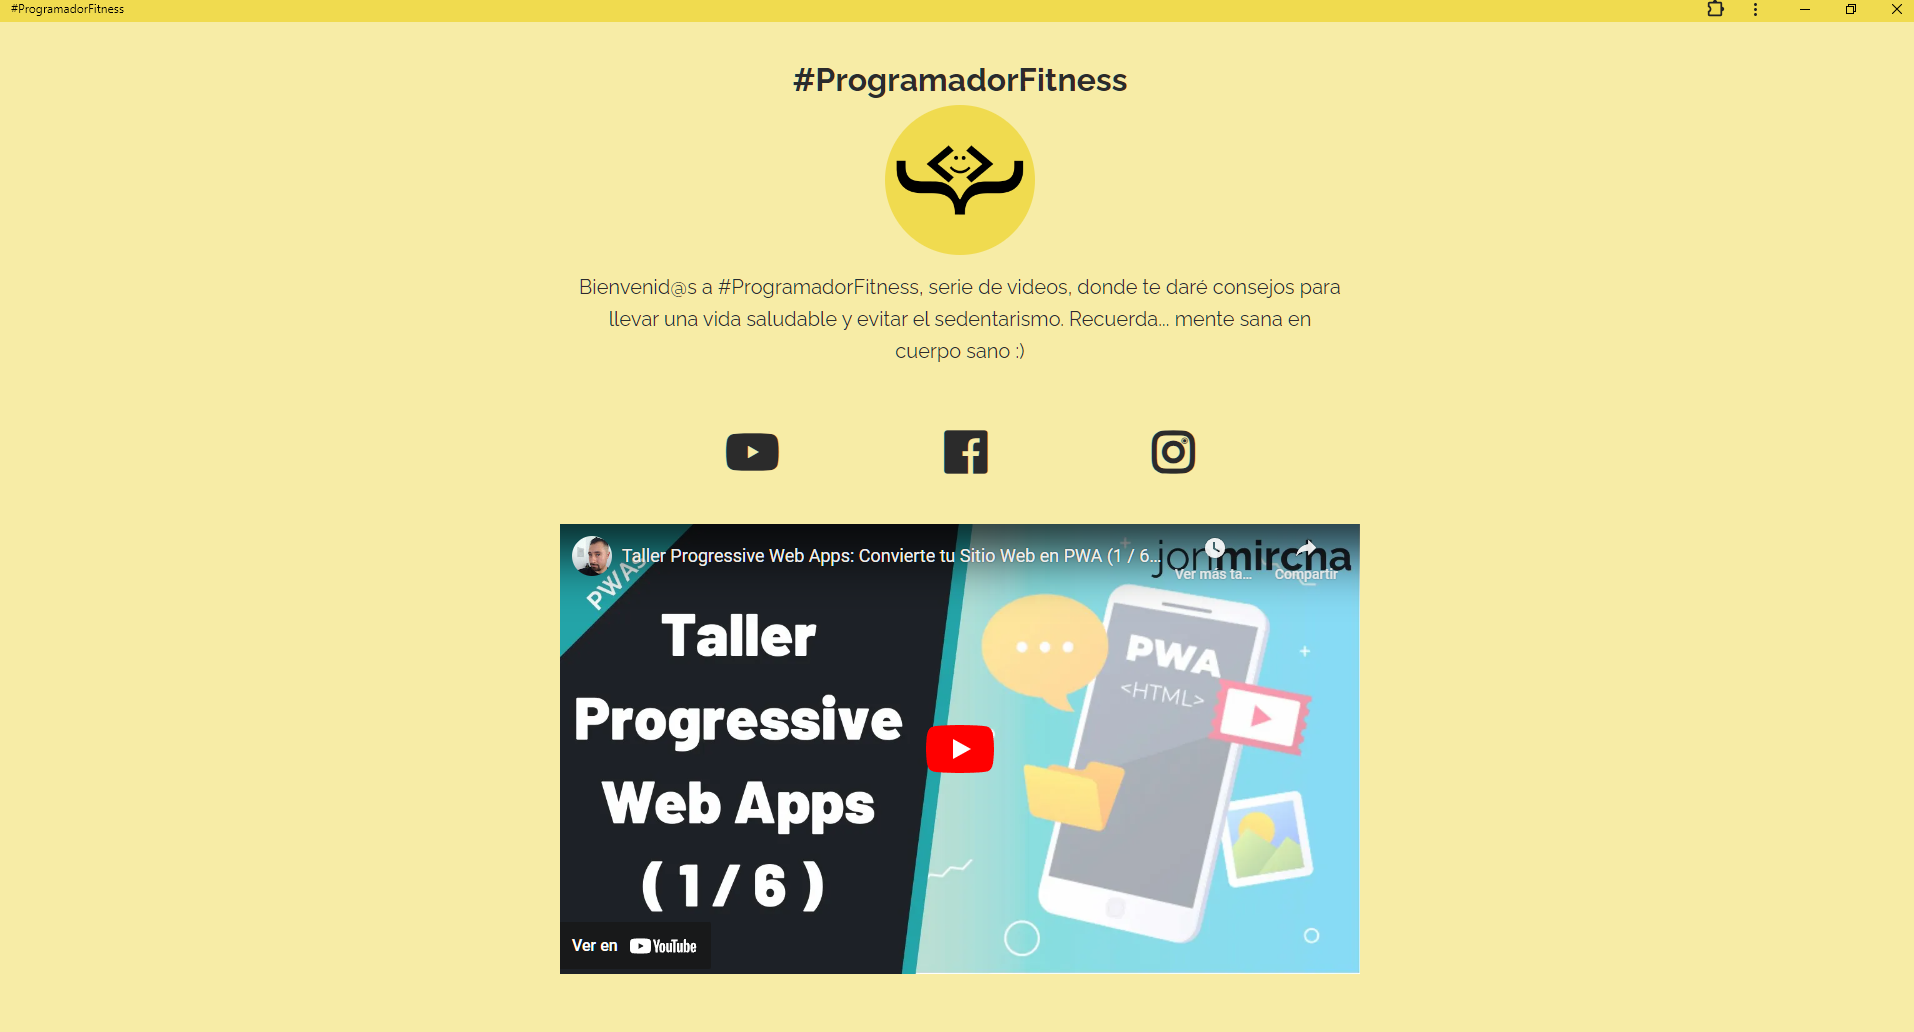 #ProgramadorFitness
#ProgramadorFitness
Bienvenid@s a #ProgramadorFitness, serie de videos, donde te daré consejos para
llevar una vida saludable y evitar el sedentarismo. Recuerda... mente sana en
cuerpo sano :)
Taller Progressive Web Apps: Convierte tu Sitio Web en PWA (1 / 6...
jonmircha
Ver más ta...
Compartir
PWAs
Taller
Progressive
Web Apps
( 1 / 6 )
PWA
<HTML>
Ver en YouTube